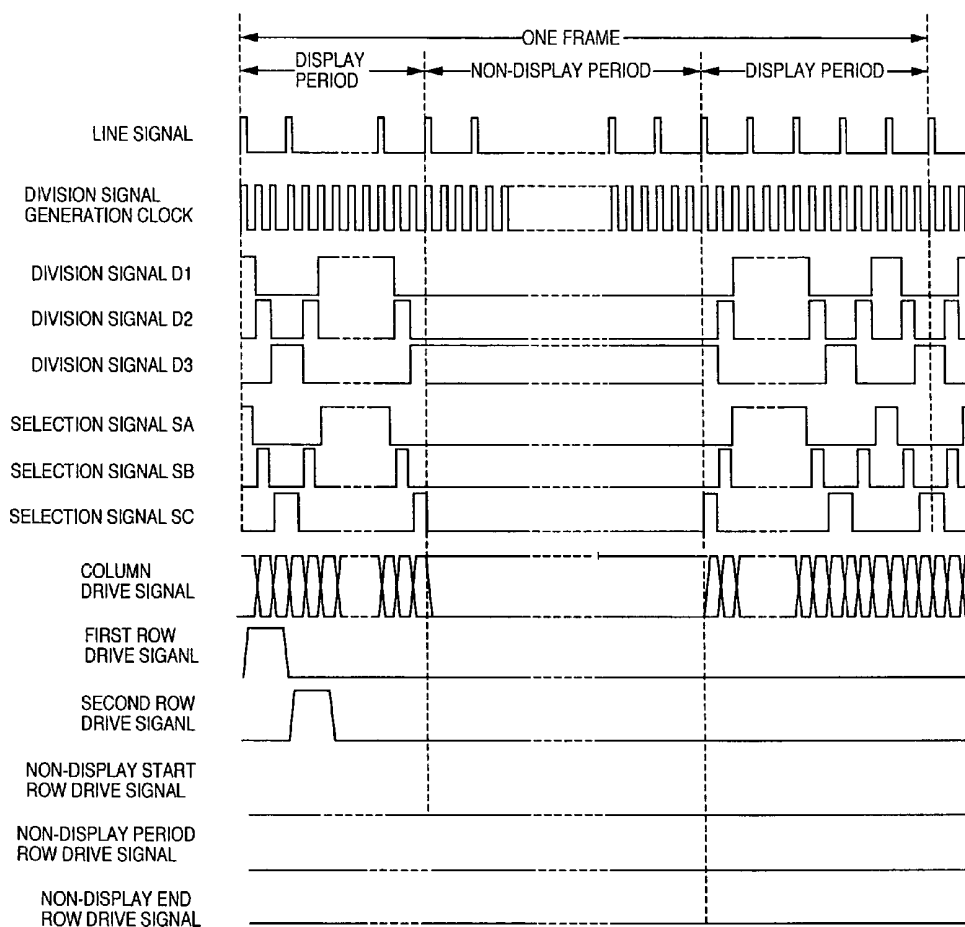 ONE FRAME
DISPLAY
PERIOD
NON-DISPLAY PERIOD
DISPLAY PERIOD
LINE SIGNAL
DIVISION SIGNAL
GENERATION CLOCK
DIVISION SIGNAL D1
DIVISION SIGNAL D2
DIVISION SIGNAL D3
SELECTION SIGNAL SA
SELECTION SIGNAL SB
SELECTION SIGNAL SC
COLUMN
DRIVE SIGNAL
FIRST ROW
DRIVE SIGANL
SECOND ROW
DRIVE SIGANL
NON-DISPLAY START
ROW DRIVE SIGNAL
NON-DISPLAY PERIOD
ROW DRIVE SIGNAL
NON-DISPLAY END
ROW DRIVE SIGNAL